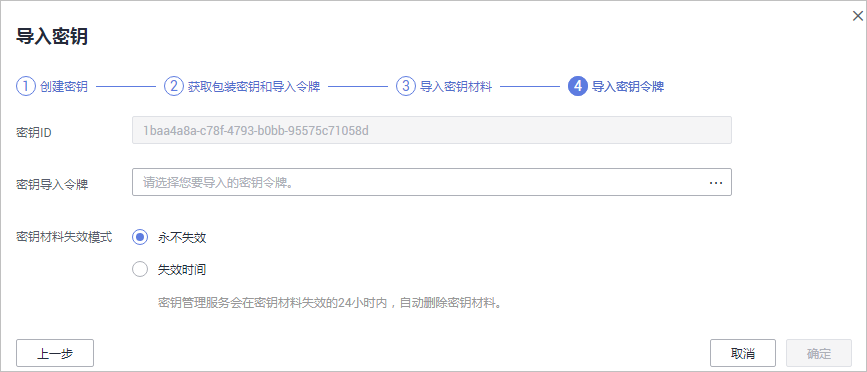 导入密钥
1 创建密钥 2 获取包装密钥和导入令牌 3 导入密钥材料 4 导入密钥令牌
密钥ID 1baa4a8a-c78f-4793-b0bb-95575c71058d
密钥导入令牌 请选择您要导入的密钥令牌。 ...
密钥材料失效模式 永不失效
失效时间
密钥管理服务会在密钥材料失效的24小时内，自动删除密钥材料。
上一步 取消 确定